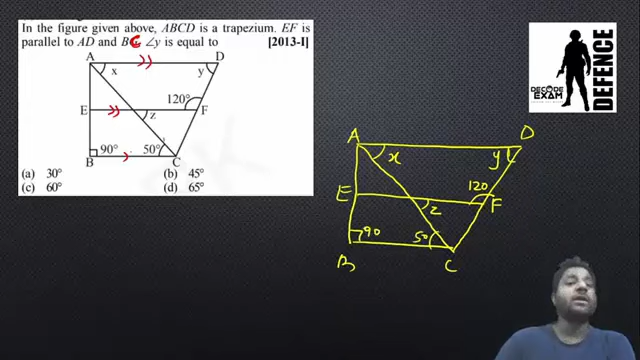 In the figure given above, ABCD is a trapezium. EF is
parallel to AD and BC. ∠y is equal to [2013-I]
A D
x y
120°
E z F
90° 50°
B C
(a) 30° (b) 45°
(c) 60° (d) 65°
DECODE
EXAM
DEFENCE
A D
x y
120
E z F
90 50
B C